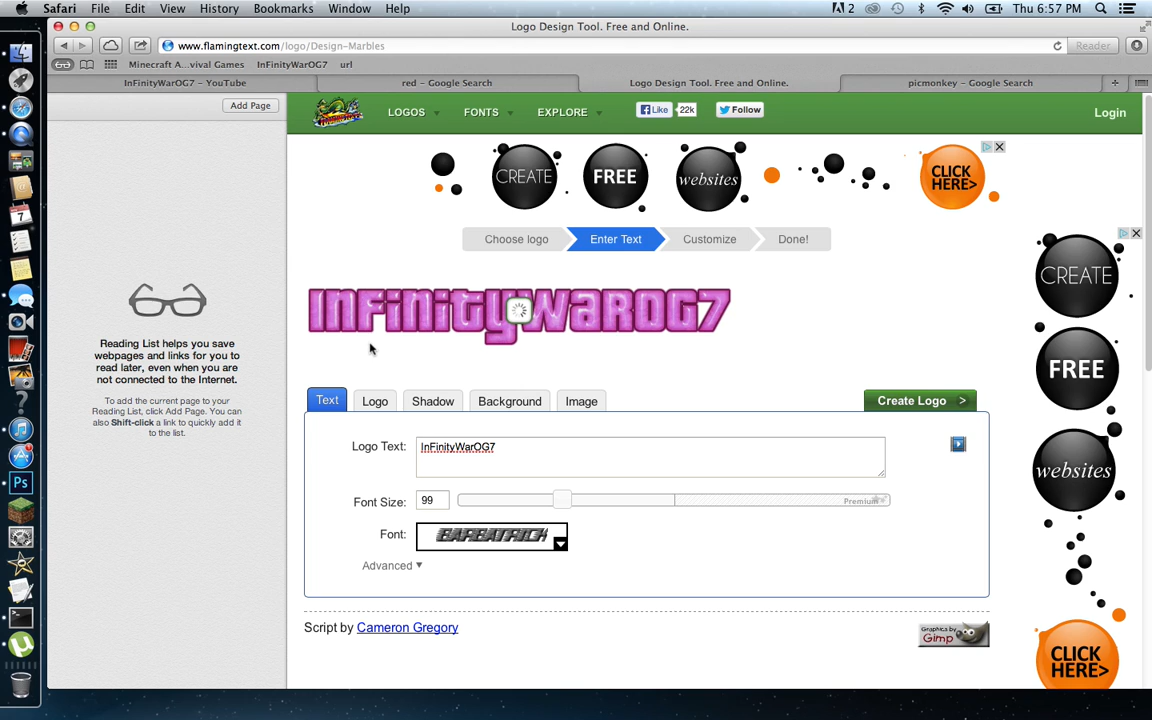 Safari File Edit View History Bookmarks Window Help 2 Thu 6:57 PM
Logo Design Tool. Free and Online.
www.flamingtext.com/logo/Design-Marbles Reader
Minecraft A...vival Games InFinityWarOG7 url
InFinityWarOG7 – YouTube red – Google Search Logo Design Tool. Free and Online. picmonkey – Google Search
Add Page
LOGOS FONTS EXPLORE Like 22k Follow Login
CREATE FREE websites CLICK HERE>
Choose logo Enter Text Customize Done!
InFinityWarOG7
CREATE
FREE
websites
CLICK
HERE>
Reading List helps you save
webpages and links for you to
read later, even when you are
not connected to the Internet.
To add the current page to your
Reading List, click Add Page. You can
also Shift-click a link to quickly add it
to the list.
Text Logo Shadow Background Image Create Logo >
Logo Text: InFinityWarOG7
Font Size: 99 Premium
Font: BARBATRICK
Advanced
Script by Cameron Gregory
Graphics by
Gimp
7
Ps